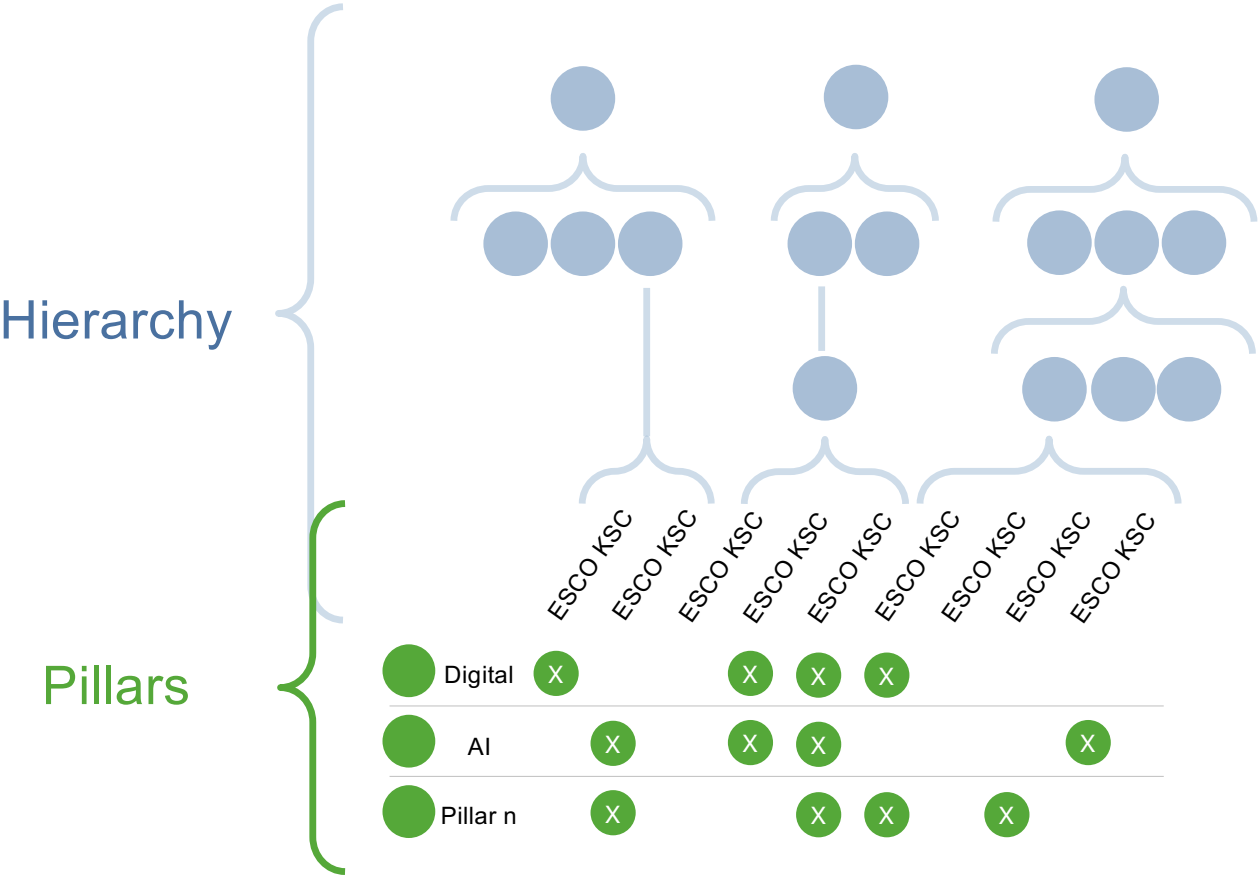 Hierarchy
ESCO KSC
ESCO KSC
ESCO KSC
ESCO KSC
ESCO KSC
ESCO KSC
ESCO KSC
ESCO KSC
ESCO KSC
Pillars
Digital X X X X
AI X X X X
Pillar n X X X X